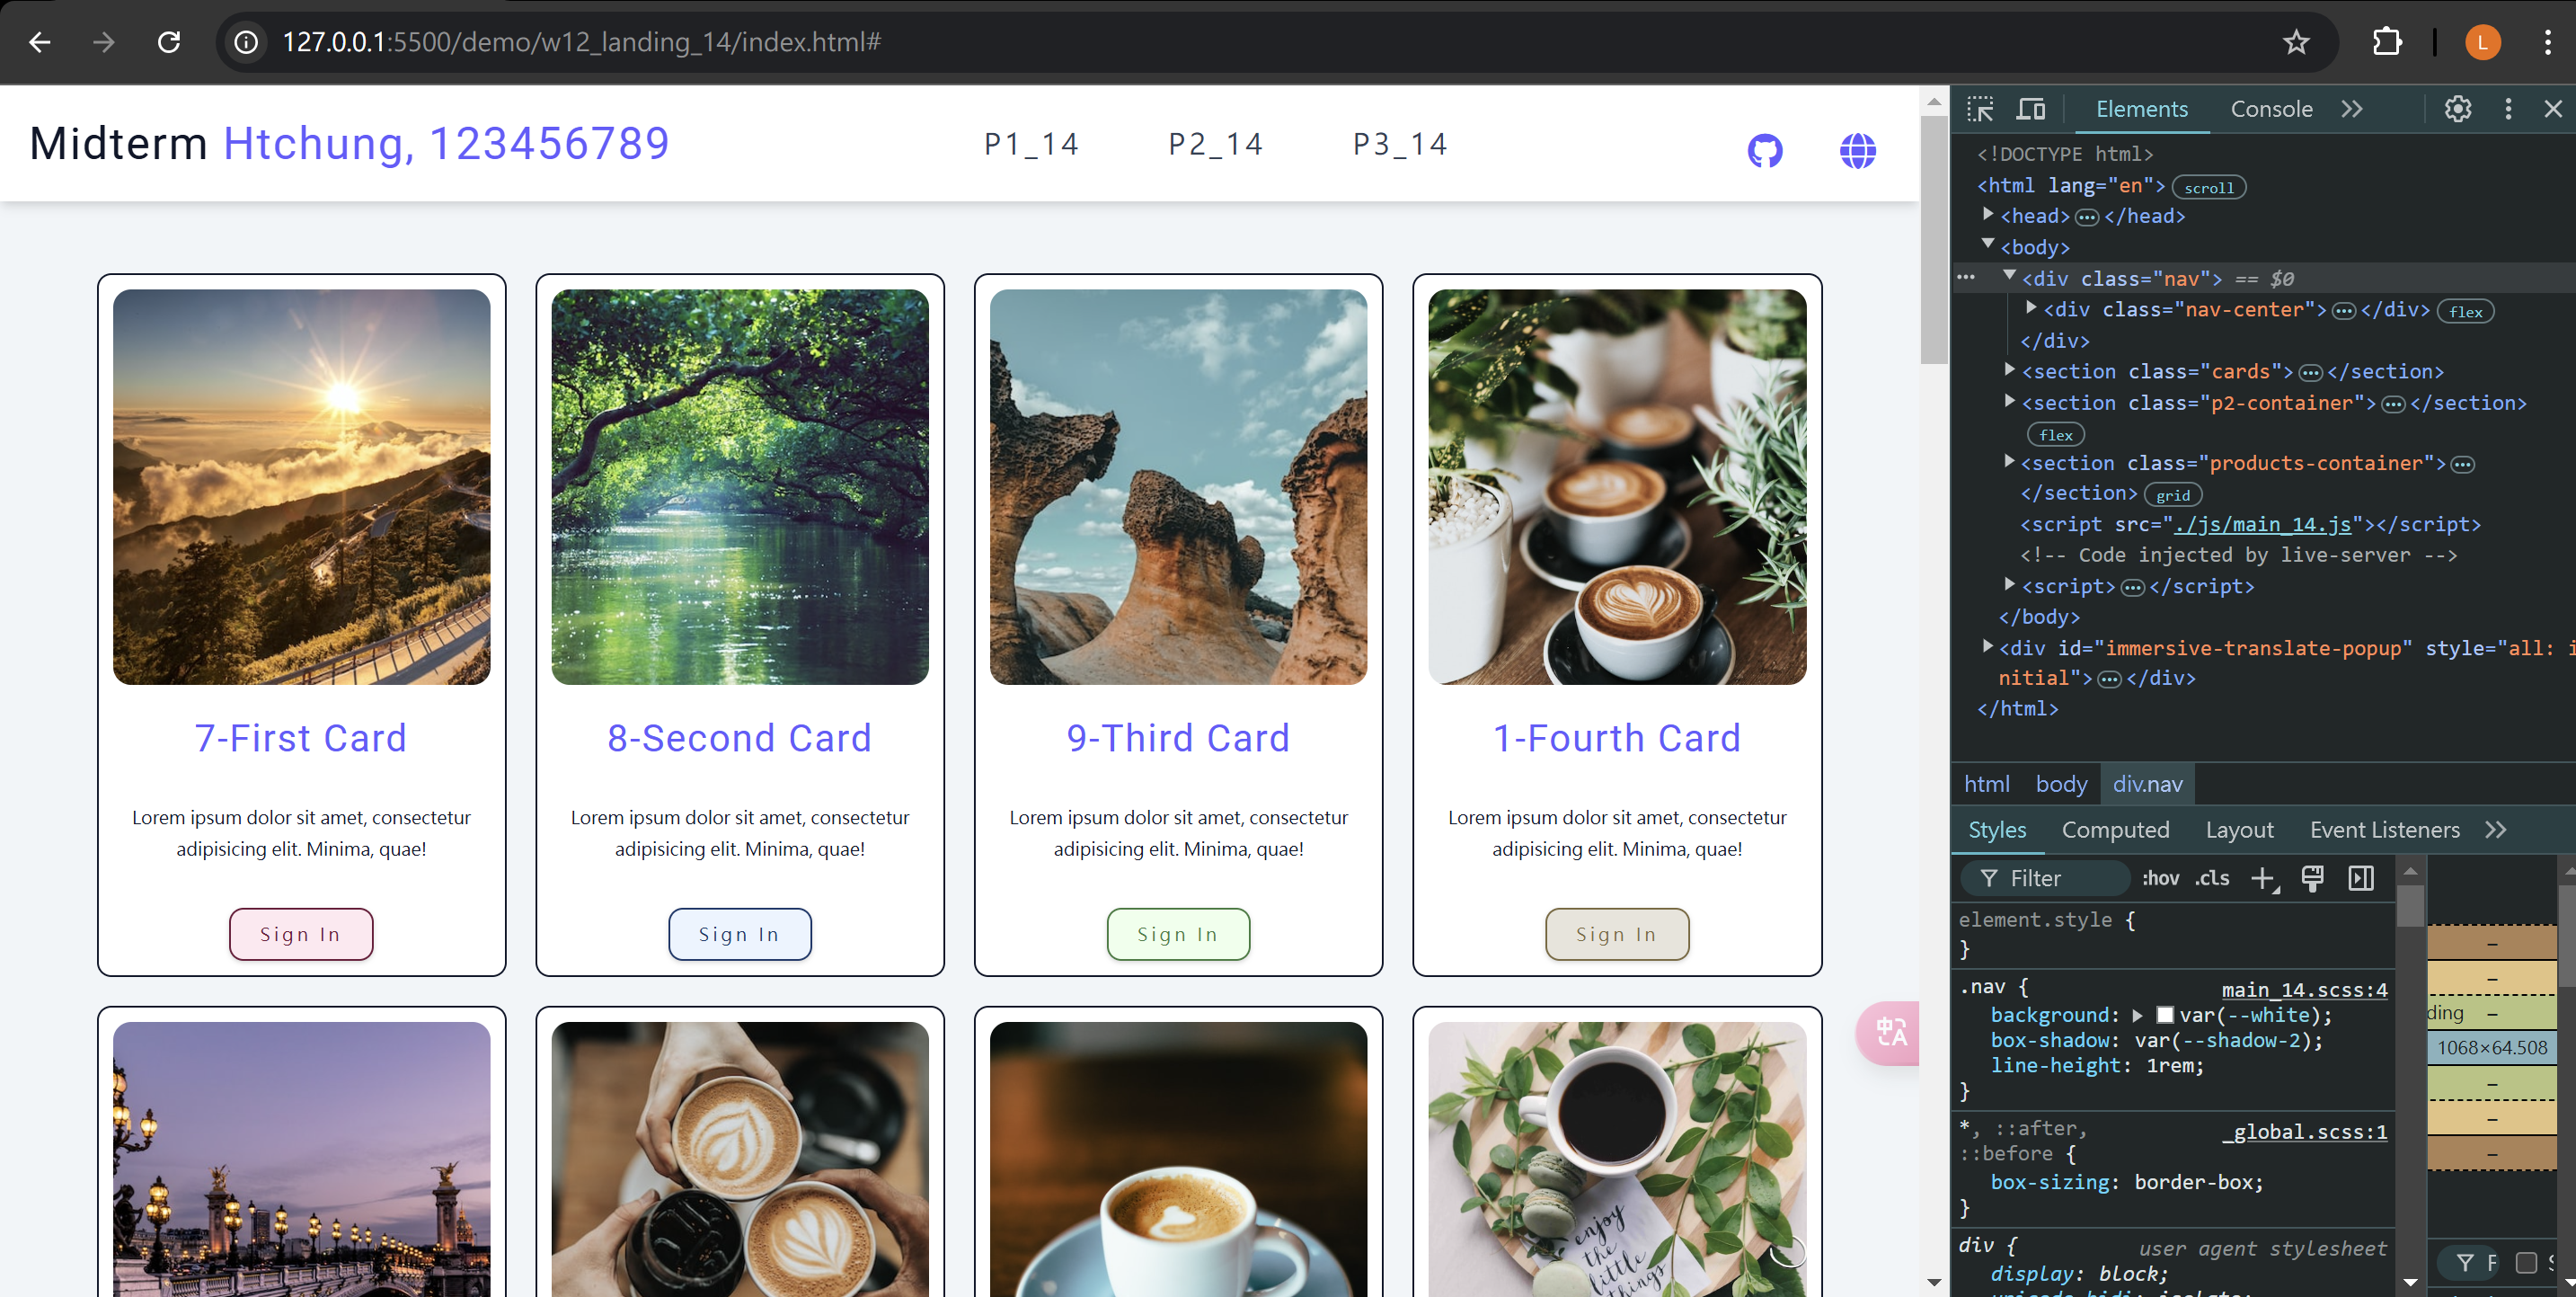 127.0.0.1:5500/demo/w12_landing_14/index.html#
L
Midterm Htchung, 123456789
P1_14
P2_14
P3_14
7-First Card
Lorem ipsum dolor sit amet, consectetur
adipisicing elit. Minima, quae!
Sign In
8-Second Card
Lorem ipsum dolor sit amet, consectetur
adipisicing elit. Minima, quae!
Sign In
9-Third Card
Lorem ipsum dolor sit amet, consectetur
adipisicing elit. Minima, quae!
Sign In
1-Fourth Card
Lorem ipsum dolor sit amet, consectetur
adipisicing elit. Minima, quae!
Sign In
enjoy
the
little
things
中A
Elements
Console
<!DOCTYPE html>
<html lang="en"> scroll
<head>…</head>
<body>
<div class="nav"> == $0
<div class="nav-center">…</div> flex
</div>
<section class="cards">…</section>
<section class="p2-container">…</section>
flex
<section class="products-container">…
</section> grid
<script src="./js/main_14.js"></script>
<!-- Code injected by live-server -->
<script>…</script>
</body>
<div id="immersive-translate-popup" style="all: i
nitial">…</div>
</html>
html body div.nav
Styles Computed Layout Event Listeners
Filter :hov .cls
element.style {
}
.nav { main_14.scss:4
background: var(--white);
box-shadow: var(--shadow-2);
line-height: 1rem;
}
*, ::after, _global.scss:1
::before {
box-sizing: border-box;
}
div { user agent stylesheet
display: block;
ding
1068×64.508
F